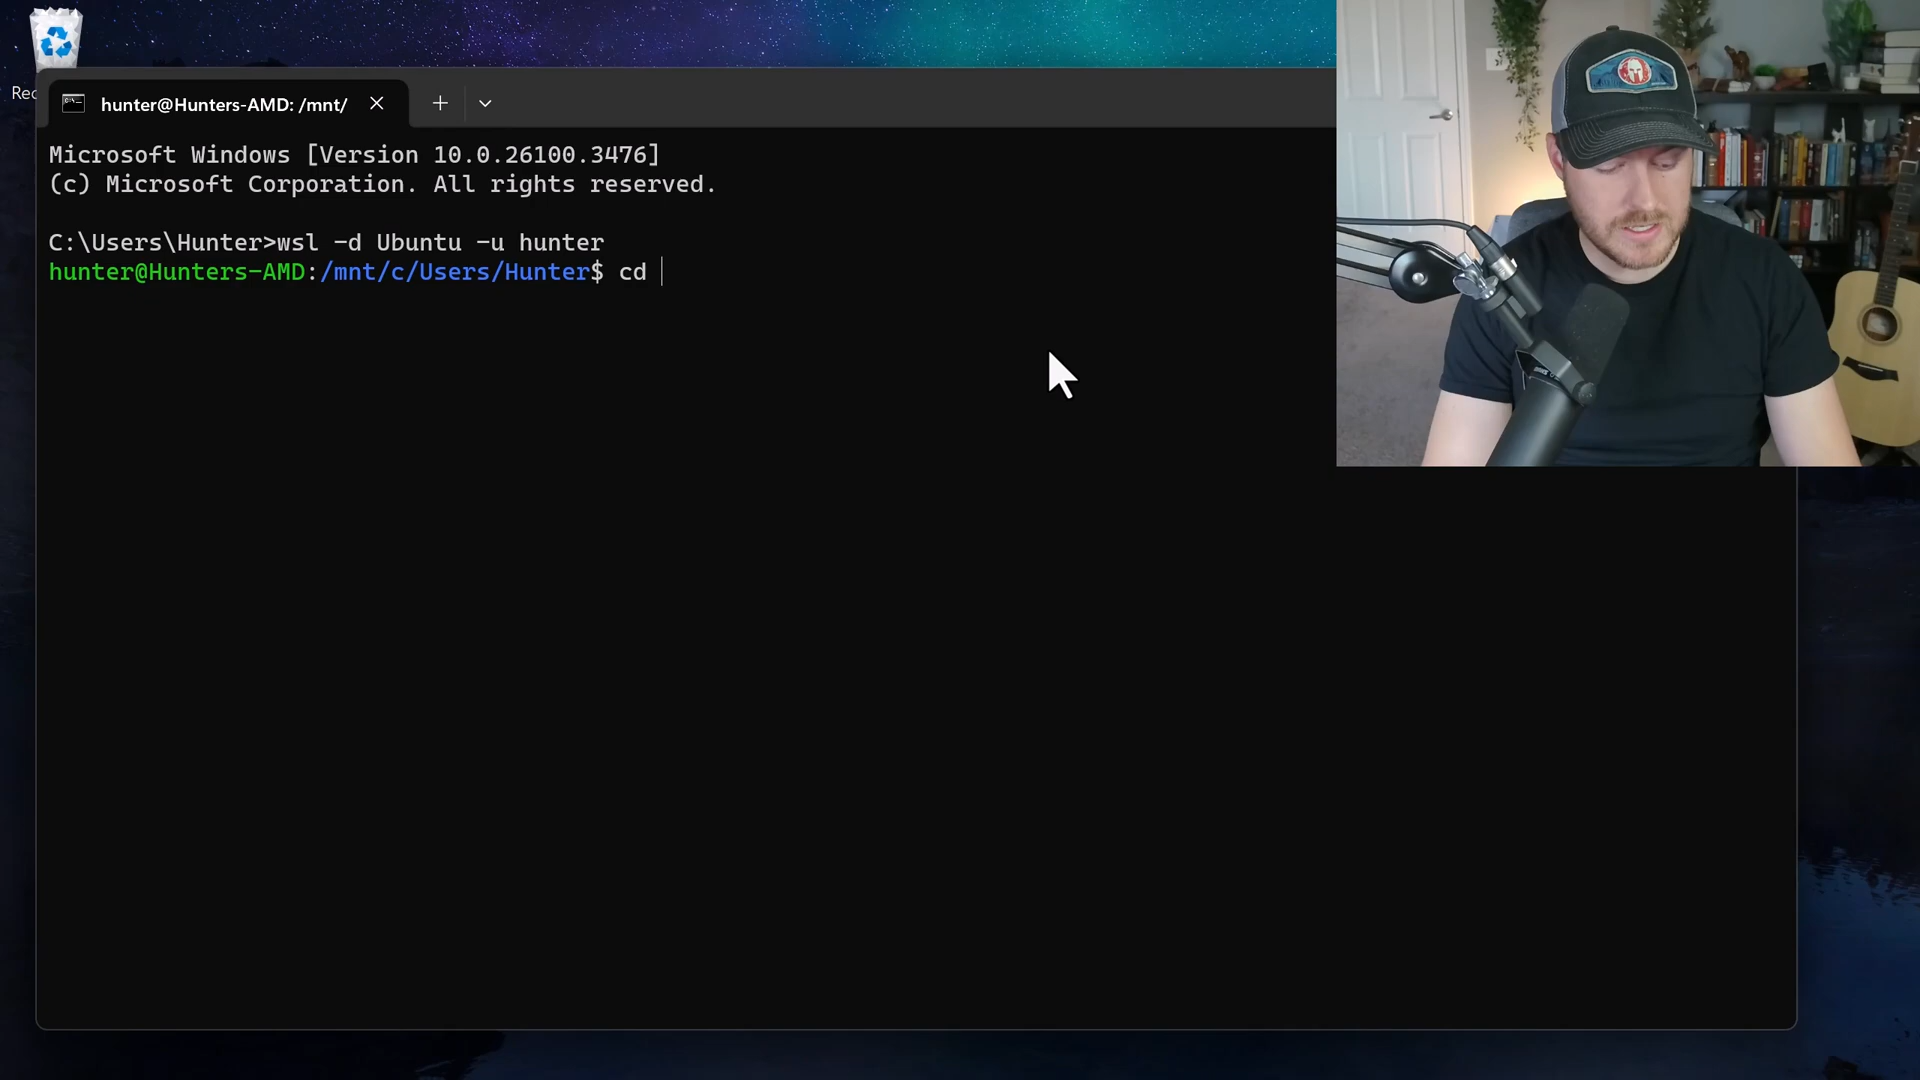 Rec
hunter@Hunters-AMD: /mnt/
Microsoft Windows [Version 10.0.26100.3476]
(c) Microsoft Corporation. All rights reserved.
C:\Users\Hunter>wsl -d Ubuntu -u hunter
hunter@Hunters-AMD:/mnt/c/Users/Hunter$ cd